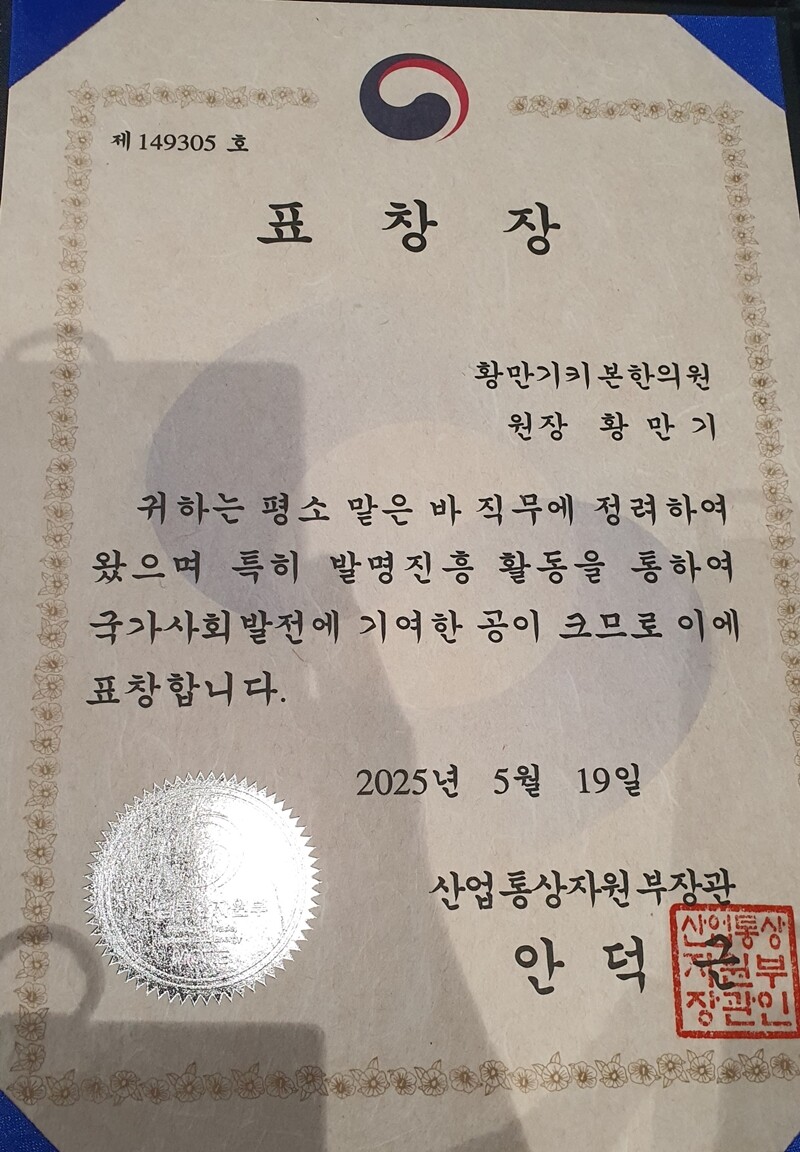 제 149305 호
표 창 장
황만기키본한의원
원장 황 만 기
귀하는 평소 맡은 바 직무에 정려하여
왔으며 특히 발명진흥 활동을 통하여
국가사회발전에 기여한 공이 크므로 이에
표창합니다.
2025년 5월 19일
산업통상자원부장관
안 덕 근
산업통상
자원부
장관인